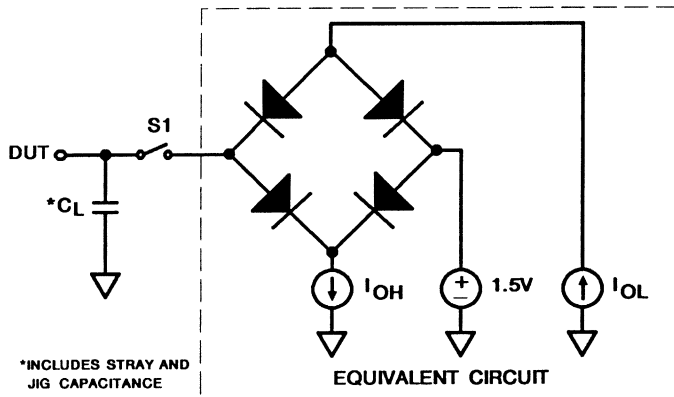 S1
DUT
*CL
IOH
+
−
1.5V
IOL
*INCLUDES STRAY AND
JIG CAPACITANCE
EQUIVALENT CIRCUIT